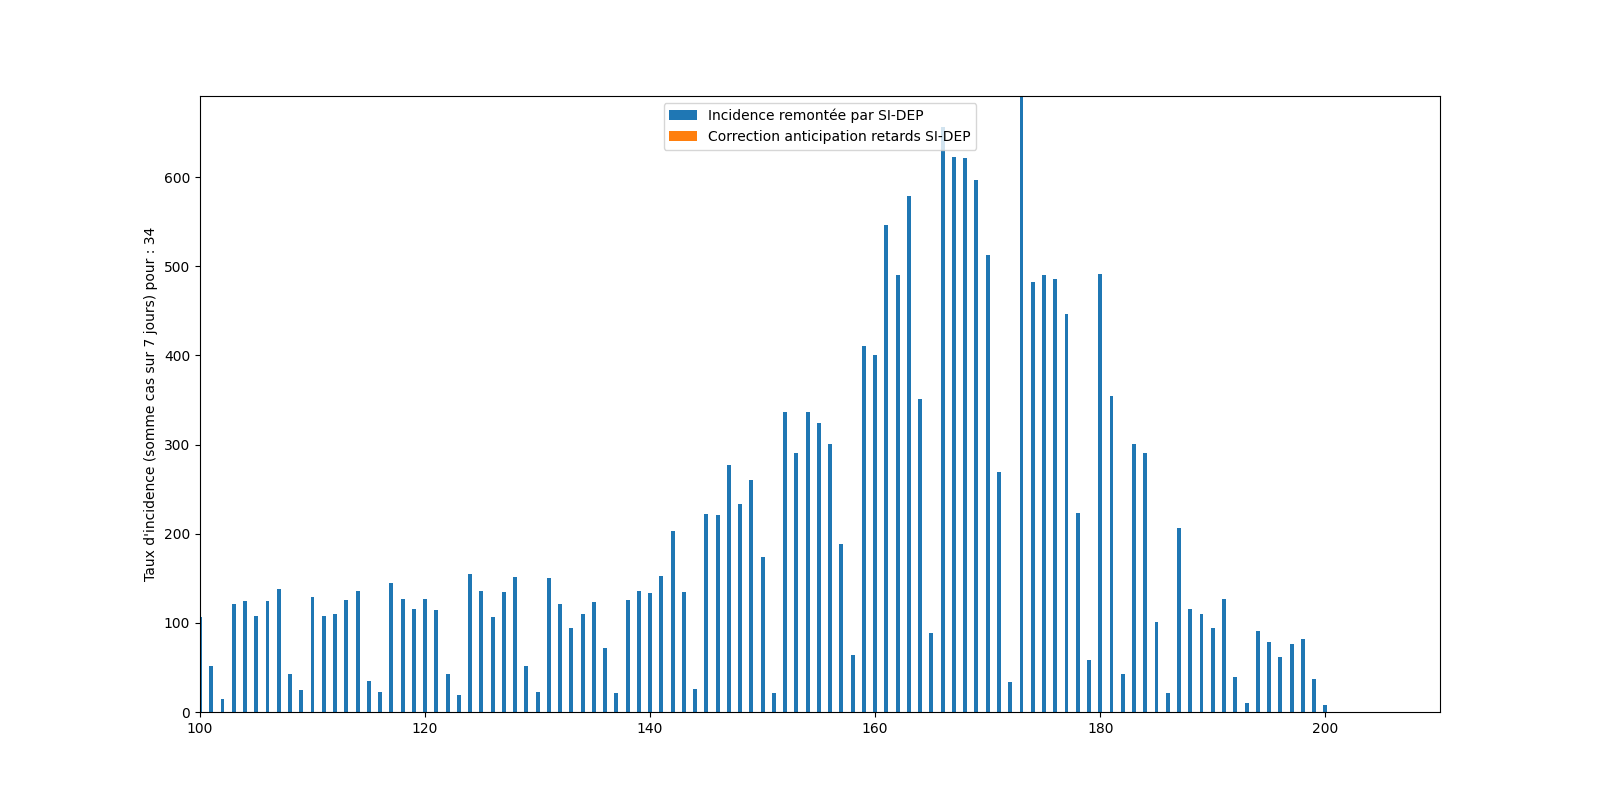 Incidence remontée par SI-DEP
Correction anticipation retards SI-DEP
Taux d'incidence (somme cas sur 7 jours) pour : 34
600
500
400
300
200
100
0
100 120 140 160 180 200